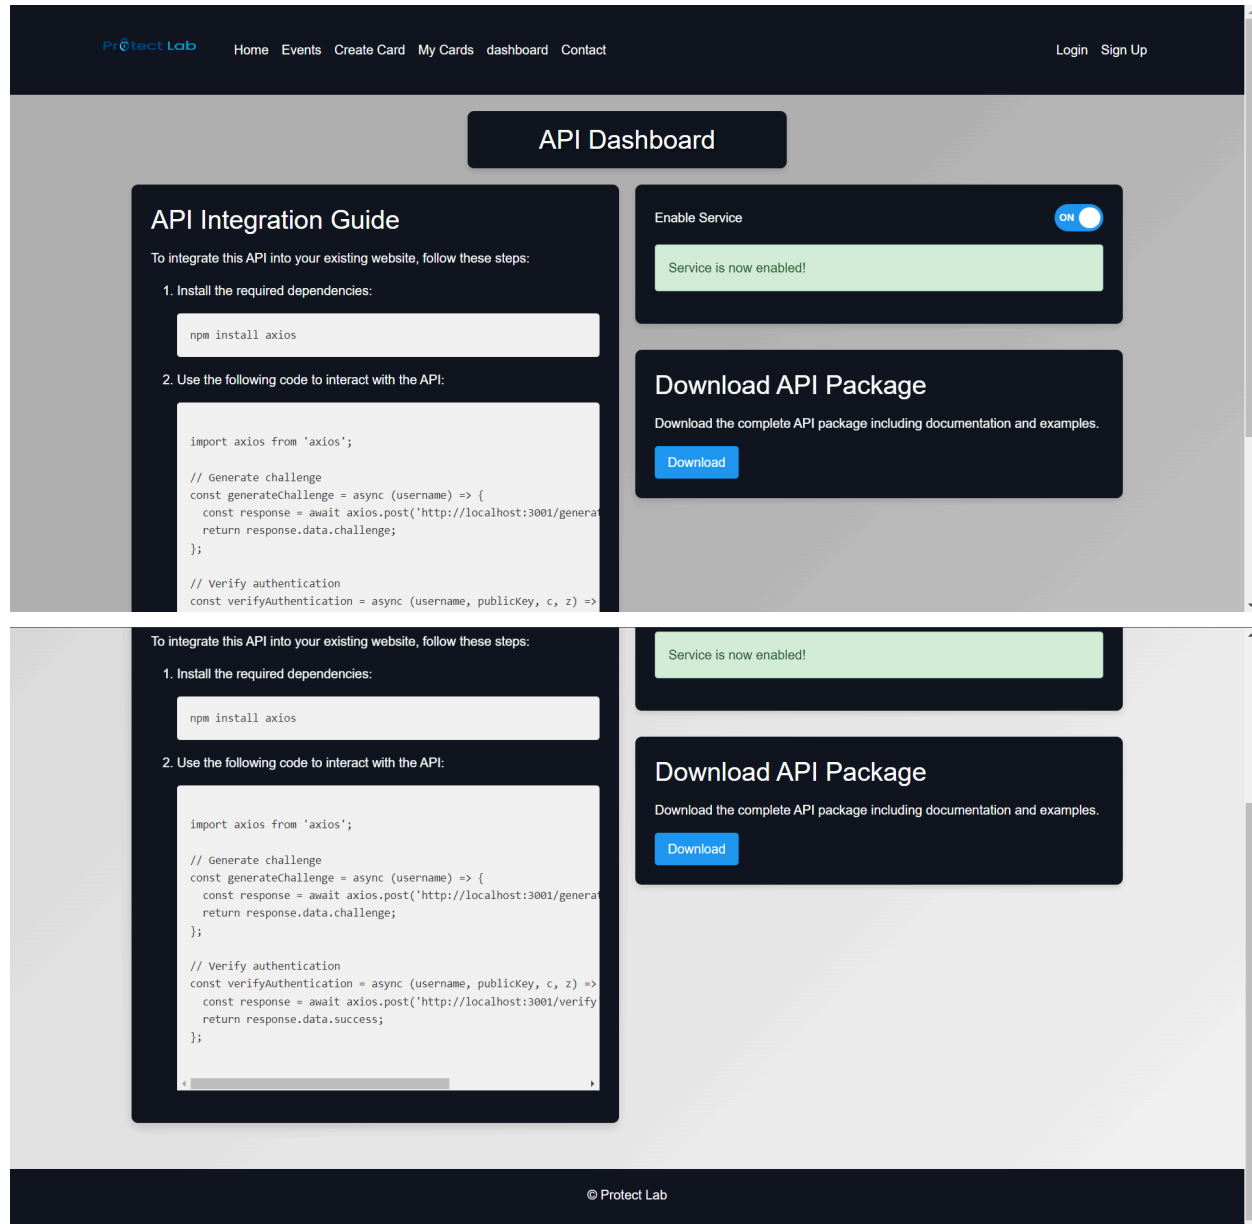 Protect Lab
Home Events Create Card My Cards dashboard Contact
Login Sign Up
API Dashboard
API Integration Guide
To integrate this API into your existing website, follow these steps:
1. Install the required dependencies:
npm install axios
2. Use the following code to interact with the API:
import axios from 'axios';
// Generate challenge
const generateChallenge = async (username) => {
const response = await axios.post('http://localhost:3001/generat
return response.data.challenge;
};
// Verify authentication
const verifyAuthentication = async (username, publicKey, c, z) =>
Enable Service
ON
Service is now enabled!
Download API Package
Download the complete API package including documentation and examples.
Download
To integrate this API into your existing website, follow these steps:
1. Install the required dependencies:
npm install axios
2. Use the following code to interact with the API:
import axios from 'axios';
// Generate challenge
const generateChallenge = async (username) => {
const response = await axios.post('http://localhost:3001/generat
return response.data.challenge;
};
// Verify authentication
const verifyAuthentication = async (username, publicKey, c, z) =>
const response = await axios.post('http://localhost:3001/verify
return response.data.success;
};
Service is now enabled!
Download API Package
Download the complete API package including documentation and examples.
Download
© Protect Lab